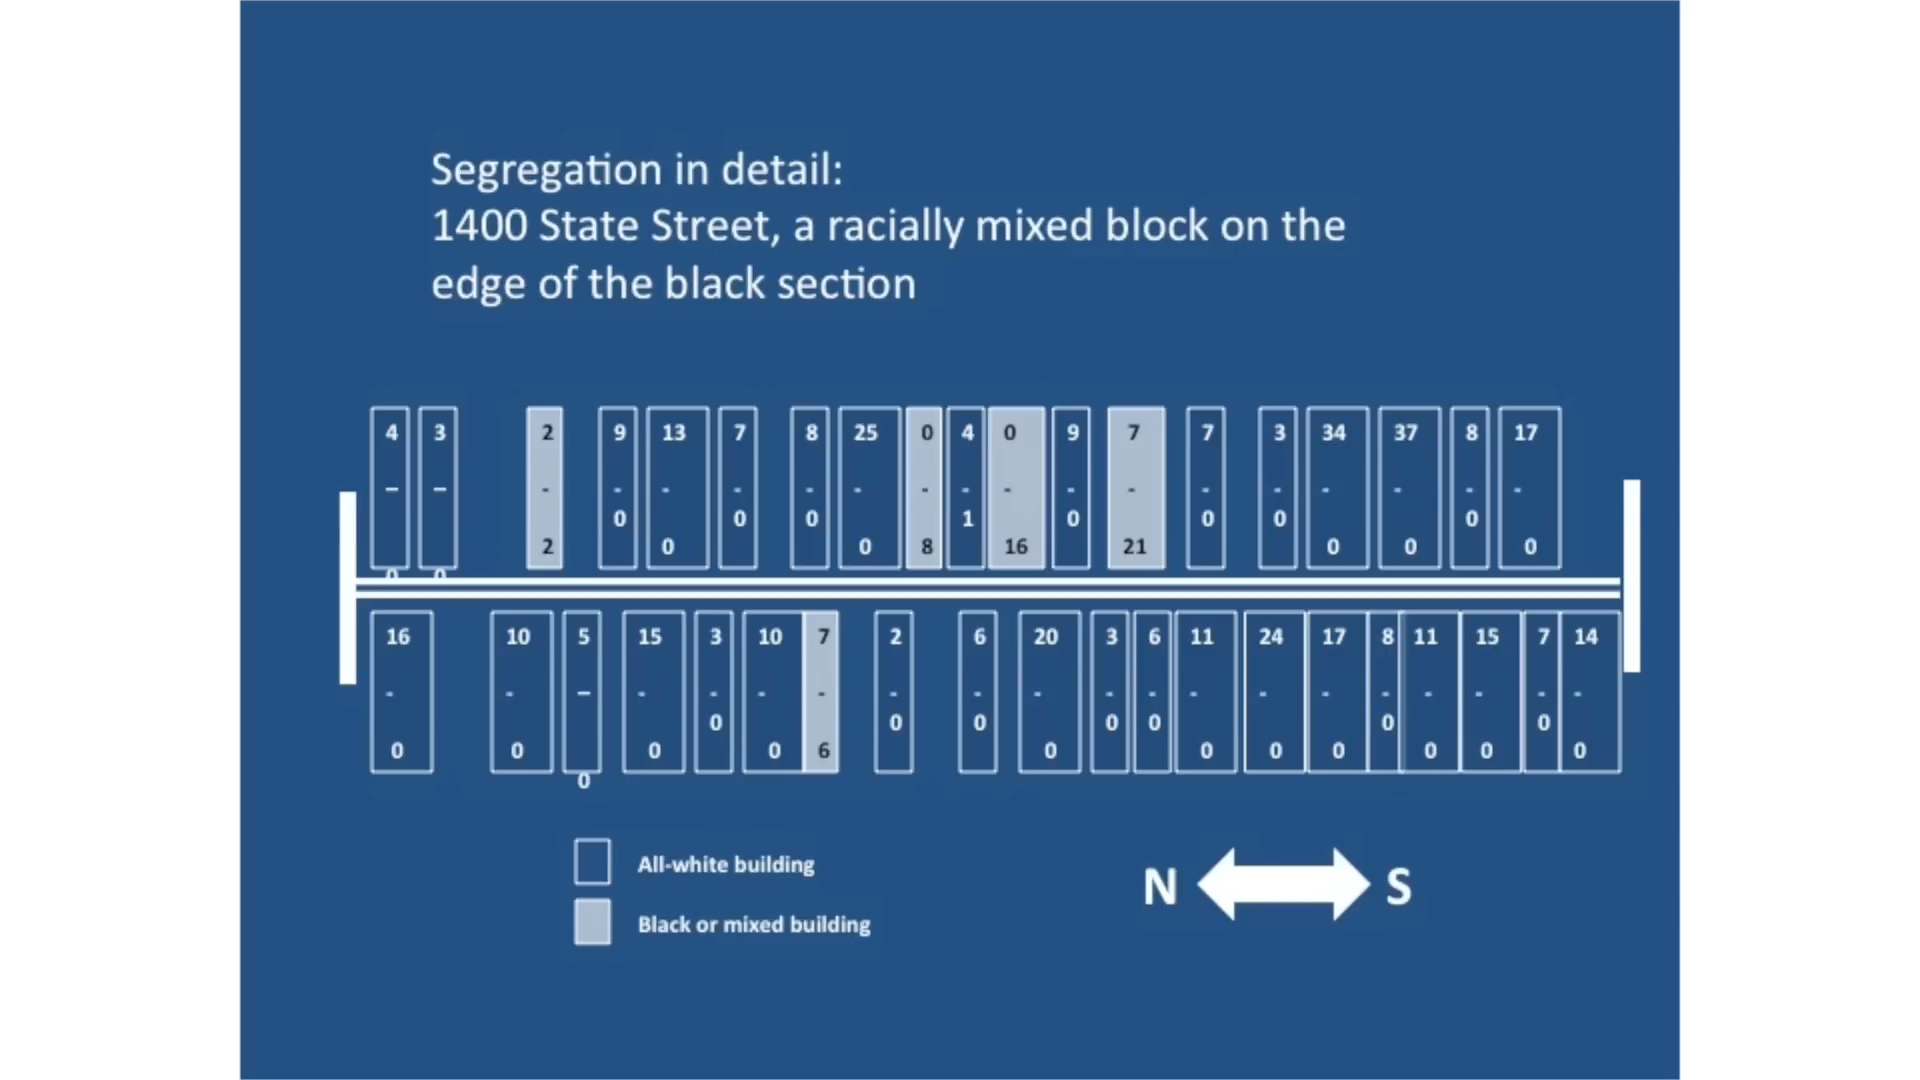 Segregation in detail:
1400 State Street, a racially mixed block on the
edge of the black section
4 3 2 9 13 7 8 25 0 4 0 9 7 7 3 34 37 8 17
– – - - - - - - - - - - - - - - - - -
0 0 0 0 1 0 0 0 0
2 0 0 8 16 21 0 0 0
0 0
16 10 5 15 3 10 7 2 6 20 3 6 11 24 17 8 11 15 7 14
- - – - - - - - - - - - - - - - - - - -
0 0 0 0 0 0 0
0 0 0 0 6 0 0 0 0 0 0 0
0
All-white building
N S
Black or mixed building